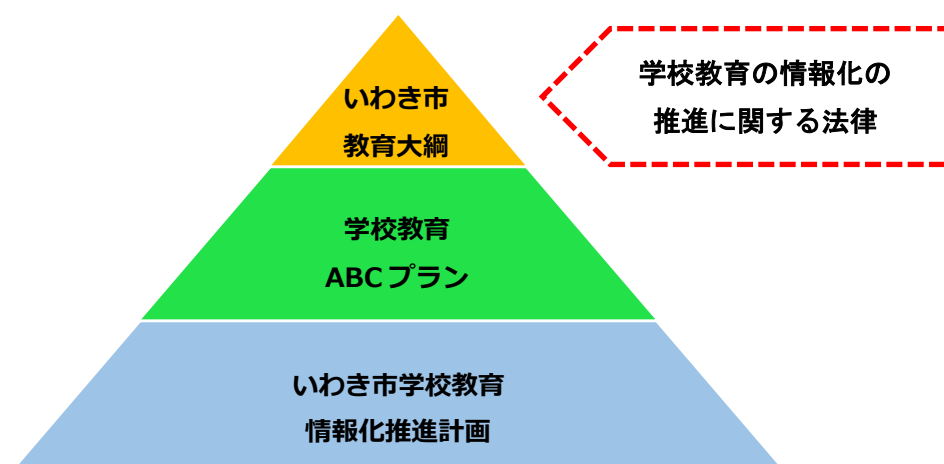 いわき市
教育大綱
学校教育の情報化の
推進に関する法律
学校教育
ABCプラン
いわき市学校教育
情報化推進計画